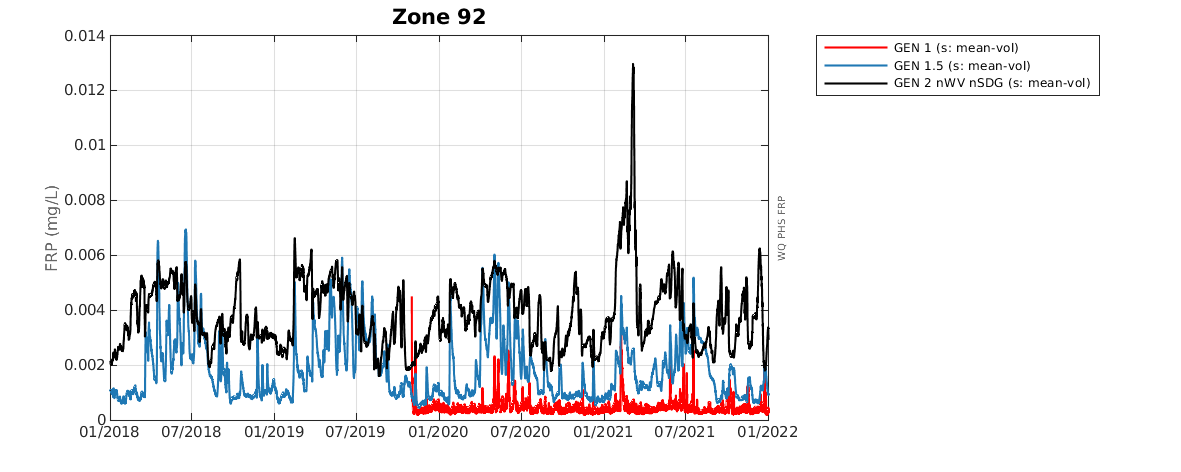 Zone 92
0.014
0.012
0.01
0.008
0.006
0.004
0.002
0
FRP (mg/L)
01/2018
07/2018
01/2019
07/2019
01/2020
07/2020
01/2021
07/2021
01/2022
WQ PHS FRP
GEN 1 (s: mean-vol)
GEN 1.5 (s: mean-vol)
GEN 2 nWV nSDG (s: mean-vol)